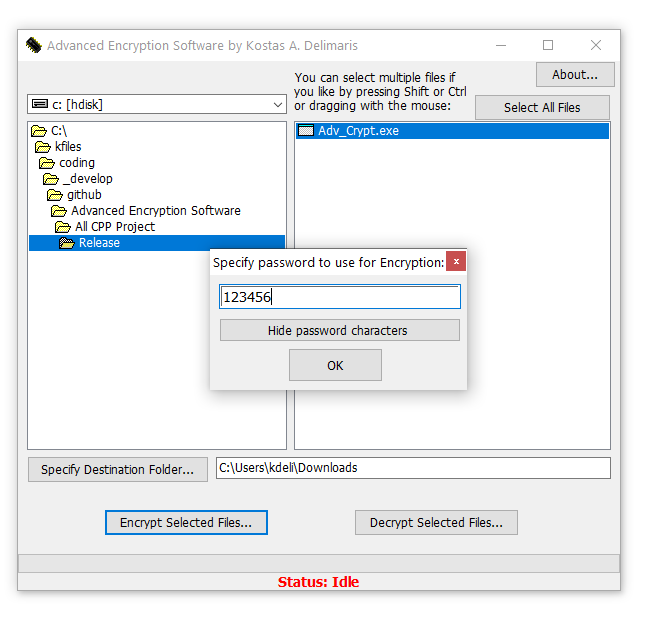 Advanced Encryption Software by Kostas A. Delimaris
About...
You can select multiple files if
you like by pressing Shift or Ctrl
or dragging with the mouse:
Select All Files
c: [hdisk]
C:\
kfiles
coding
_develop
github
Advanced Encryption Software
All CPP Project
Release
Adv_Crypt.exe
Specify password to use for Encryption:
x
123456
Hide password characters
OK
Specify Destination Folder...
C:\Users\kdeli\Downloads
Encrypt Selected Files...
Decrypt Selected Files...
Status: Idle